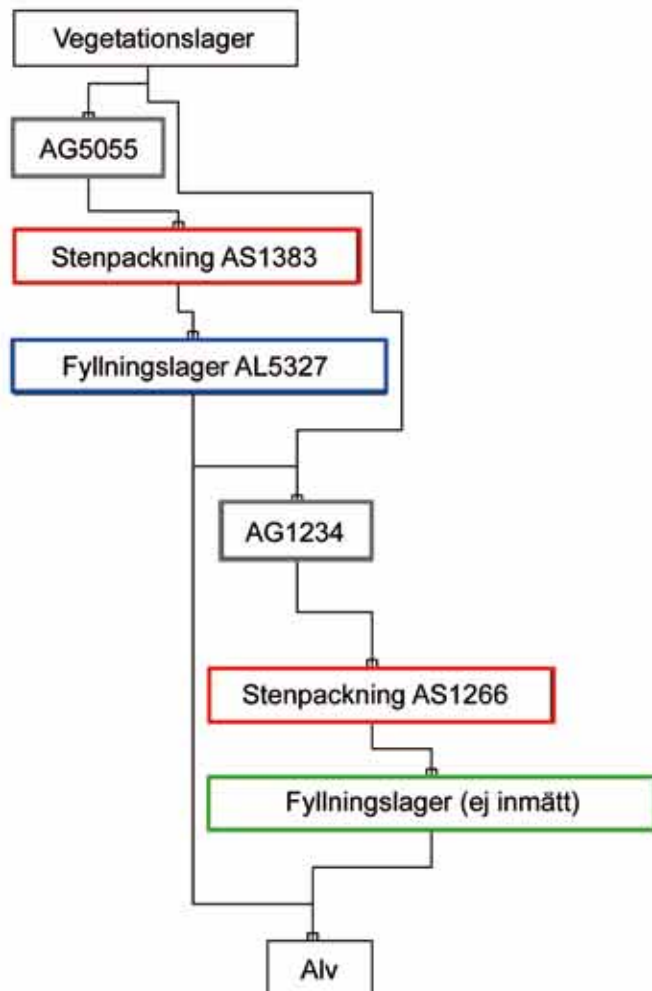 Vegetationslager
AG5055
Stenpackning AS1383
Fyllningslager AL5327
AG1234
Stenpackning AS1266
Fyllningslager (ej inmätt)
Alv